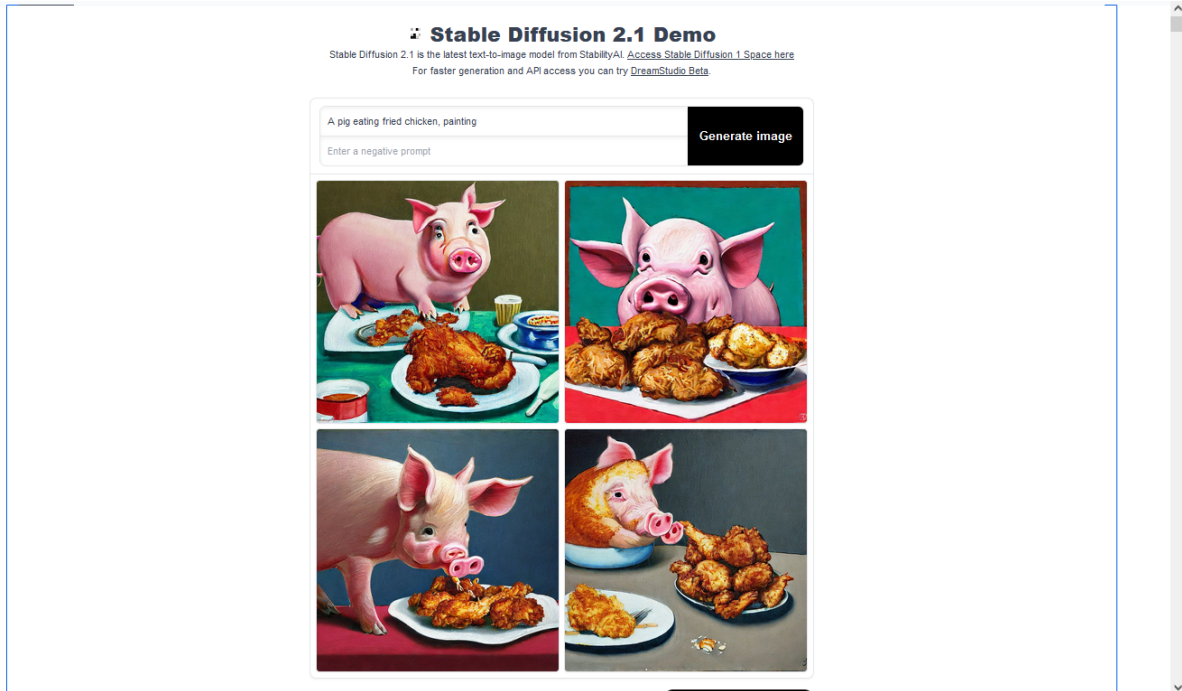 Stable Diffusion 2.1 Demo
Stable Diffusion 2.1 is the latest text-to-image model from StabilityAI. Access Stable Diffusion 1 Space here
For faster generation and API access you can try DreamStudio Beta.
A pig eating fried chicken, painting
Enter a negative prompt
Generate image